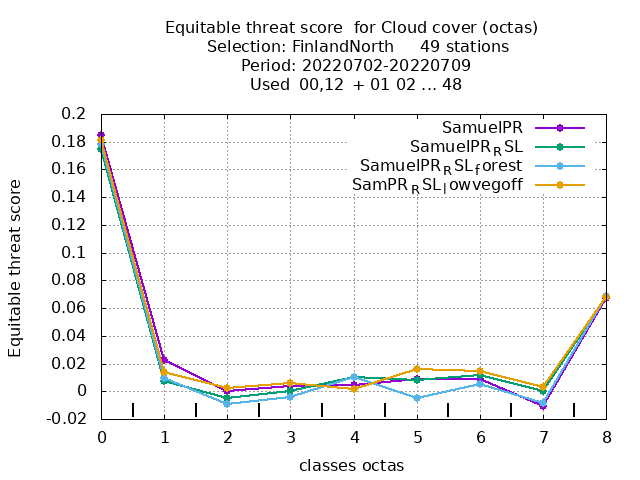 Equitable threat score  for Cloud cover (octas)
Selection: FinlandNorth     49 stations
Period: 20220702-20220709
Used  00,12  + 01 02 ... 48
SamuelPR
SamuelPR_RSL
SamuelPR_RSL_forest
SamPR_RSL_lowvegoff
Equitable threat score
0.2
0.18
0.16
0.14
0.12
0.1
0.08
0.06
0.04
0.02
0
-0.02
0 1 2 3 4 5 6 7 8
classes octas